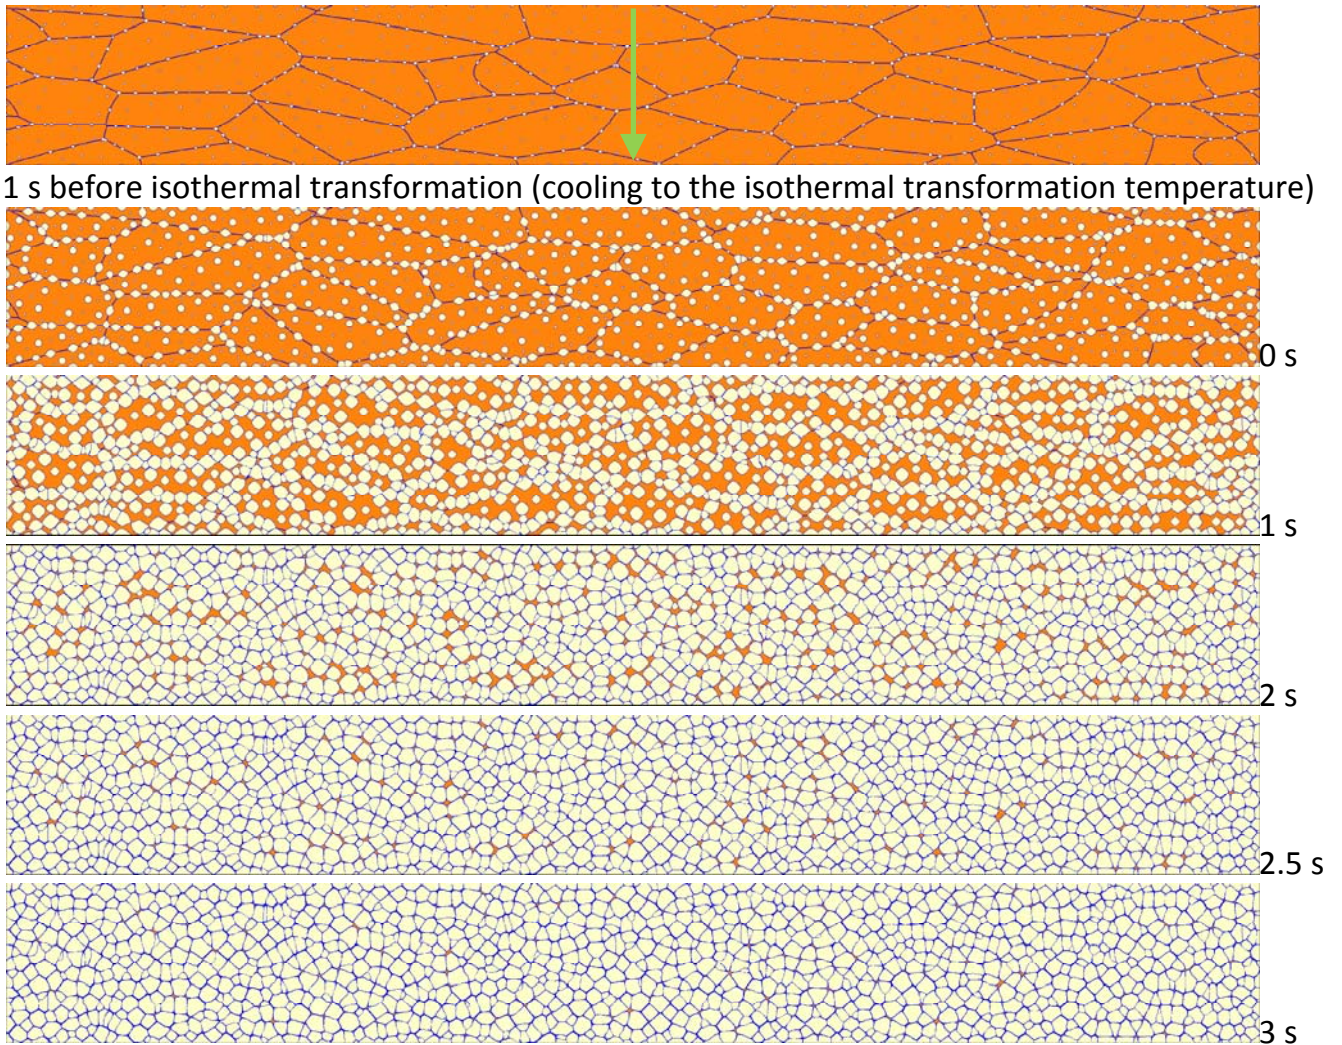 1 s before isothermal transformation (cooling to the isothermal transformation temperature)
0 s
1 s
2 s
2.5 s
3 s